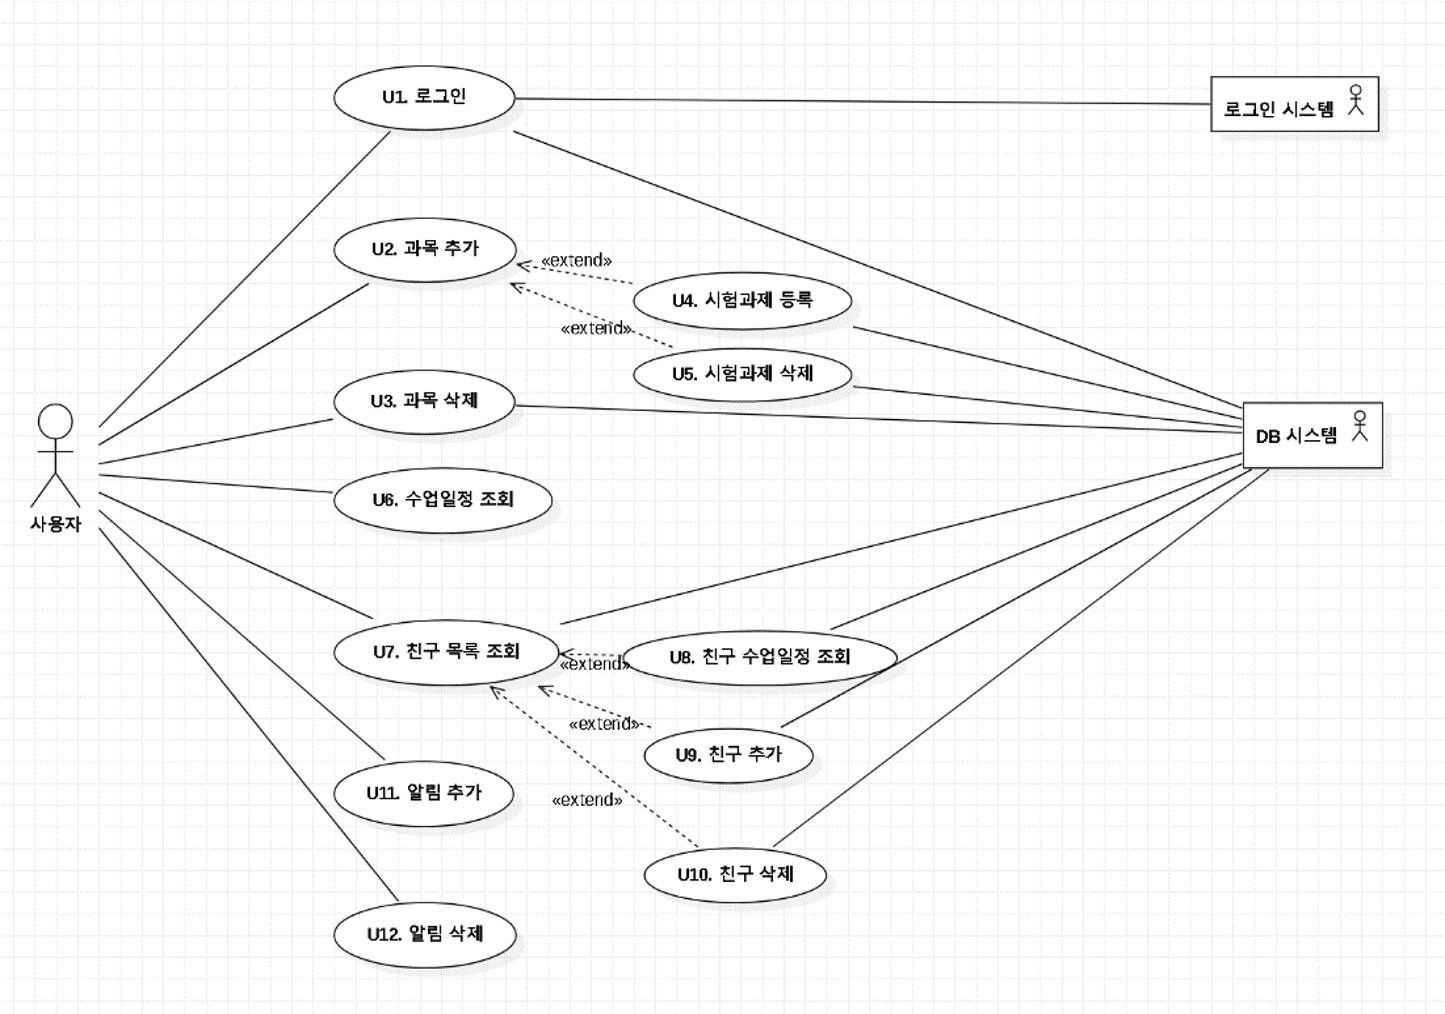 U1. 로그인
로그인 시스템
U2. 과목 추가
«extend»
U4. 시험과제 등록
«extend»
U5. 시험과제 삭제
U3. 과목 삭제
DB 시스템
사용자
U6. 수업일정 조회
U7. 친구 목록 조회
«extend»
U8. 친구 수업일정 조회
«extend»
U9. 친구 추가
U11. 알림 추가
«extend»
U10. 친구 삭제
U12. 알림 삭제